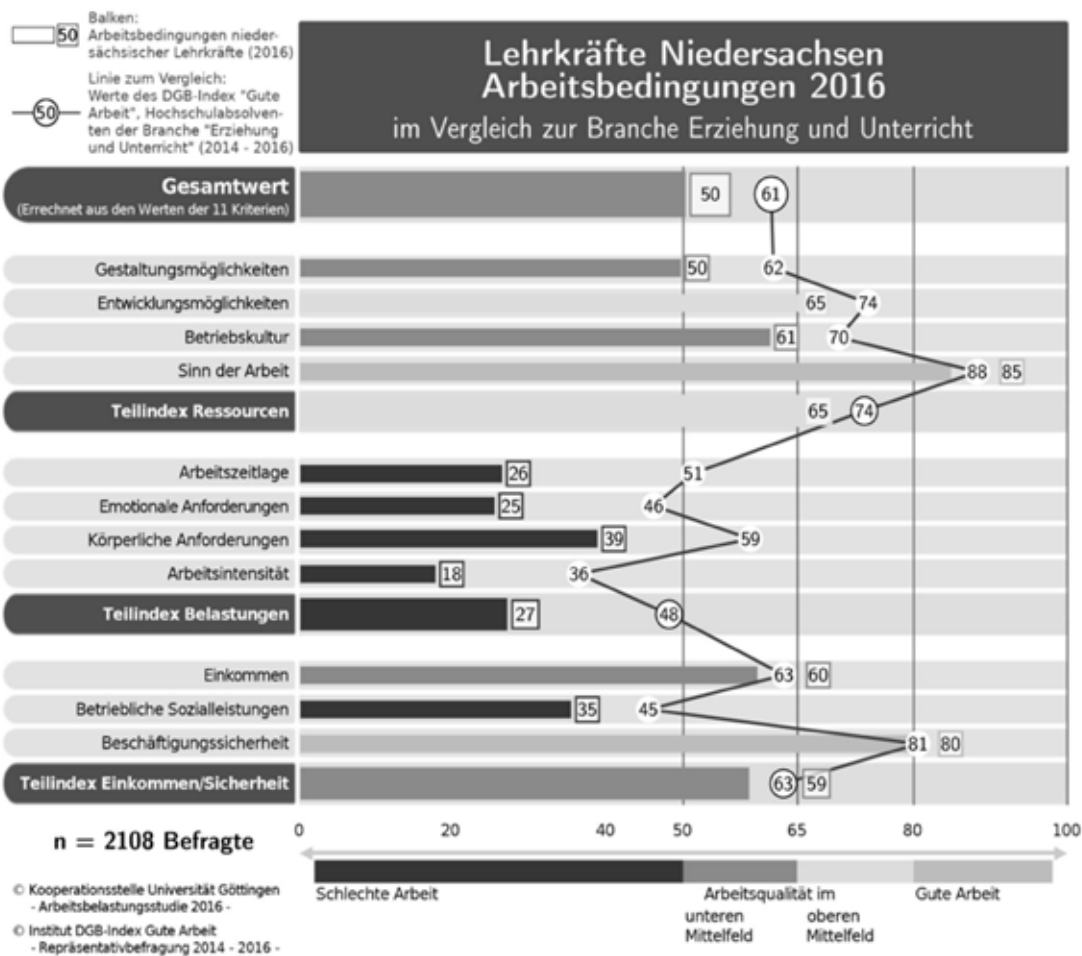 50
Balken:
Arbeitsbedingungen nieder-
sächsischer Lehrkräfte (2016)
50
Linie zum Vergleich:
Werte des DGB-Index "Gute
Arbeit", Hochschulabsolven-
ten der Branche "Erziehung
und Unterricht" (2014 - 2016)
Lehrkräfte Niedersachsen
Arbeitsbedingungen 2016
im Vergleich zur Branche Erziehung und Unterricht
Gesamtwert 50 61
(Errechnet aus den Werten der 11 Kriterien)
Gestaltungsmöglichkeiten 50 62
Entwicklungsmöglichkeiten 65 74
Betriebskultur 61 70
Sinn der Arbeit 88 85
Teilindex Ressourcen 65 74
Arbeitszeitlage 26 51
Emotionale Anforderungen 25 46
Körperliche Anforderungen 39 59
Arbeitsintensität 18 36
Teilindex Belastungen 27 48
Einkommen 63 60
Betriebliche Sozialleistungen 35 45
Beschäftigungssicherheit 81 80
Teilindex Einkommen/Sicherheit 63 59
0 20 40 50 65 80 100
n = 2108 Befragte
Schlechte Arbeit Arbeitsqualität im Gute Arbeit
unteren oberen
Mittelfeld Mittelfeld
© Kooperationsstelle Universität Göttingen
- Arbeitsbelastungsstudie 2016 -
© Institut DGB-Index Gute Arbeit
- Repräsentativbefragung 2014 - 2016 -